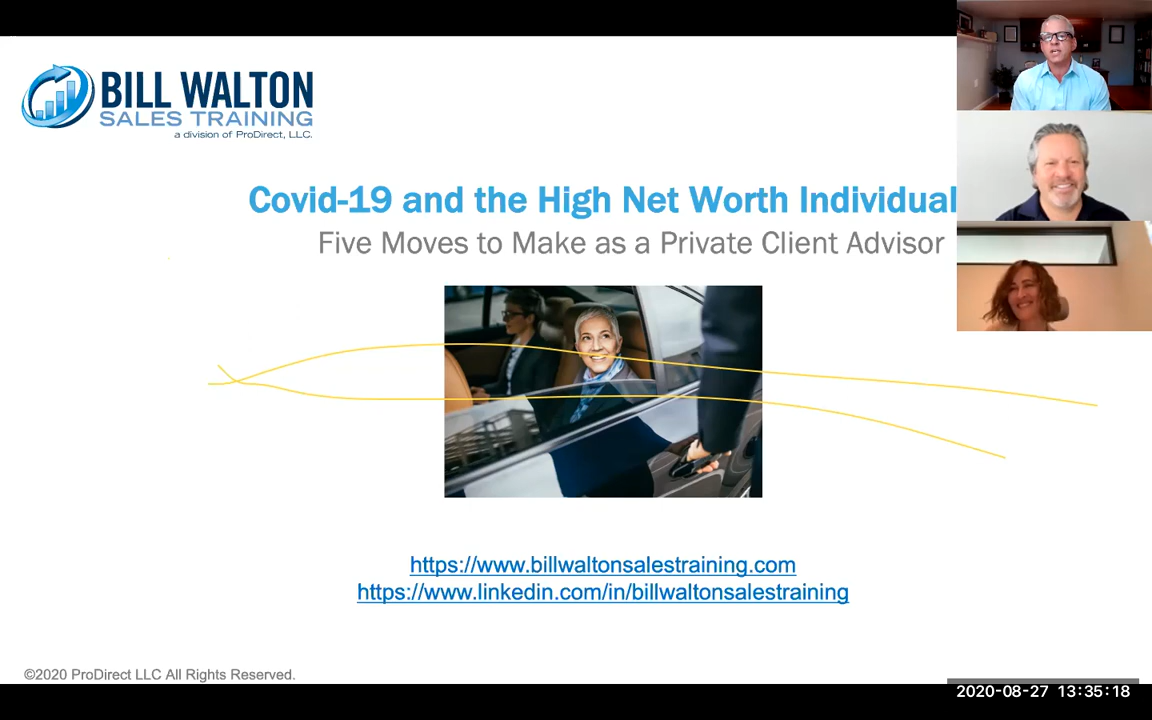 BILL WALTON
SALES TRAINING
a division of ProDirect, LLC.
Covid-19 and the High Net Worth Individual
Five Moves to Make as a Private Client Advisor
https://www.billwaltonsalestraining.com
https://www.linkedin.com/in/billwaltonsalestraining
©2020 ProDirect LLC All Rights Reserved.
2020-08-27 13:35:18